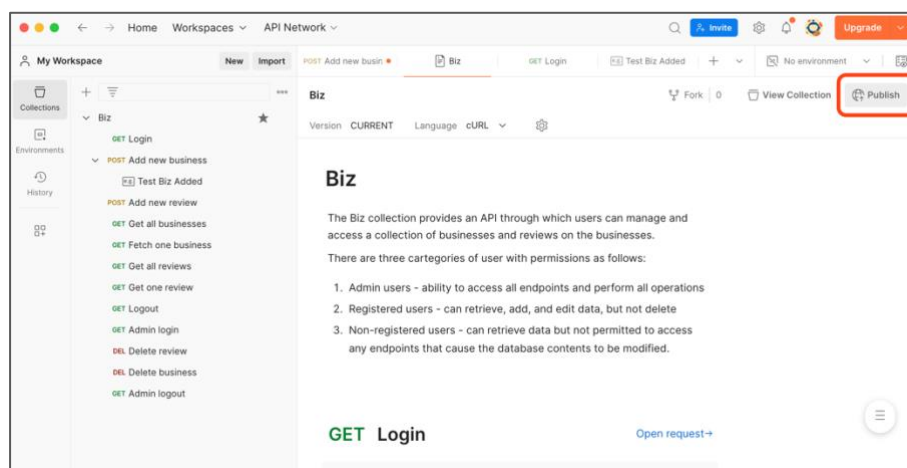 Home Workspaces API Network Invite Upgrade
My Workspace New Import POST Add new busin Biz GET Login Test Biz Added No environment
Collections
Environments
History
Biz
GET Login
POST Add new business
e.g. Test Biz Added
POST Add new review
GET Get all businesses
GET Fetch one business
GET Get all reviews
GET Get one review
GET Logout
GET Admin login
DEL Delete review
DEL Delete business
GET Admin logout
Biz Fork 0 View Collection Publish
Version CURRENT Language cURL
Biz
The Biz collection provides an API through which users can manage and
access a collection of businesses and reviews on the businesses.
There are three cartegories of user with permissions as follows:
1. Admin users - ability to access all endpoints and perform all operations
2. Registered users - can retrieve, add, and edit data, but not delete
3. Non-registered users - can retrieve data but not permitted to access
any endpoints that cause the database contents to be modified.
GET Login Open request→